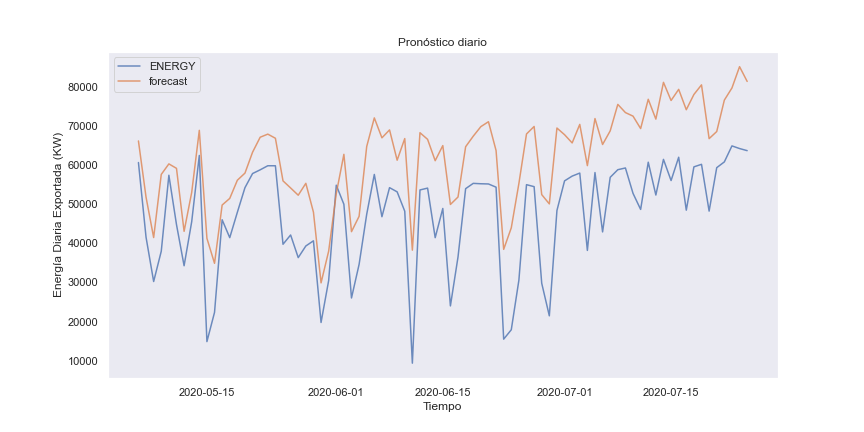 Pronóstico diario
ENERGY
forecast
Energía Diaria Exportada (KW)
80000
70000
60000
50000
40000
30000
20000
10000
2020-05-15 2020-06-01 2020-06-15 2020-07-01 2020-07-15
Tiempo